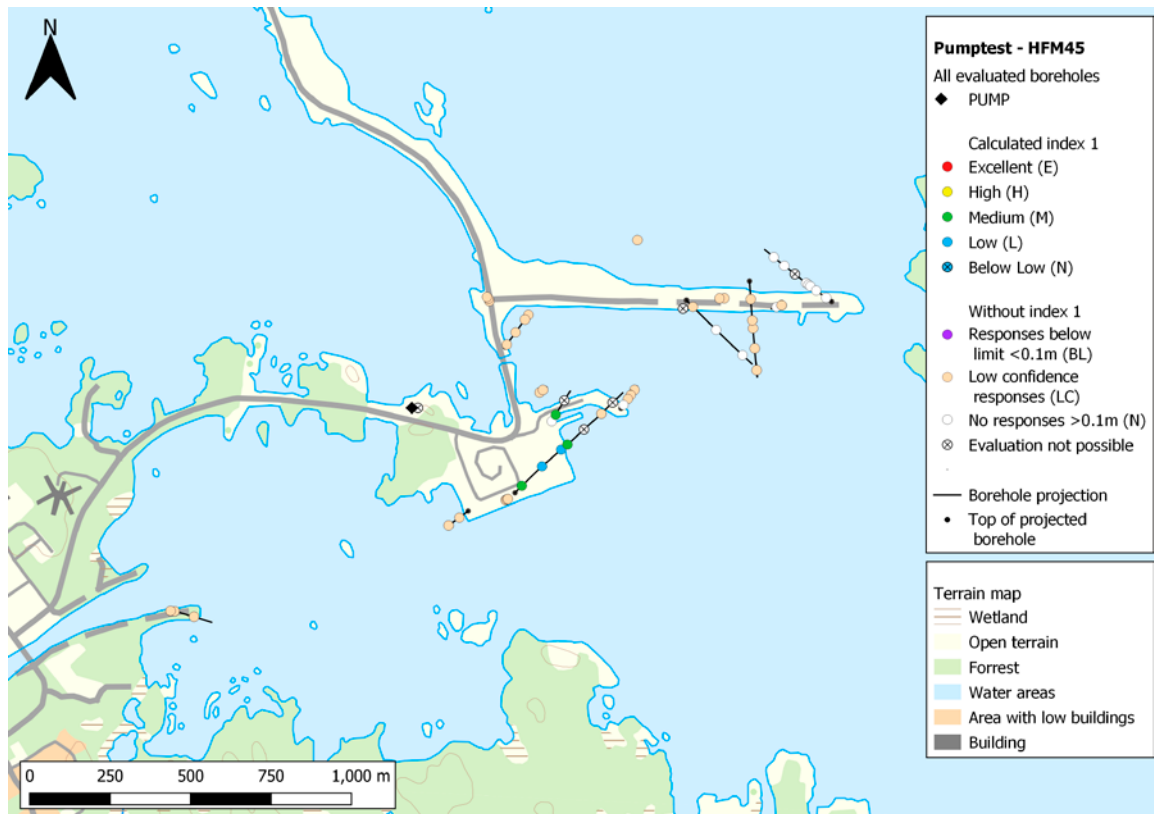 N
Pumptest - HFM45
All evaluated boreholes
PUMP
Calculated index 1
Excellent (E)
High (H)
Medium (M)
Low (L)
Below Low (N)
Without index 1
Responses below
limit <0.1m (BL)
Low confidence
responses (LC)
No responses >0.1m (N)
Evaluation not possible
Borehole projection
Top of projected
borehole
Terrain map
Wetland
Open terrain
Forrest
Water areas
Area with low buildings
Building
0 250 500 750 1,000 m